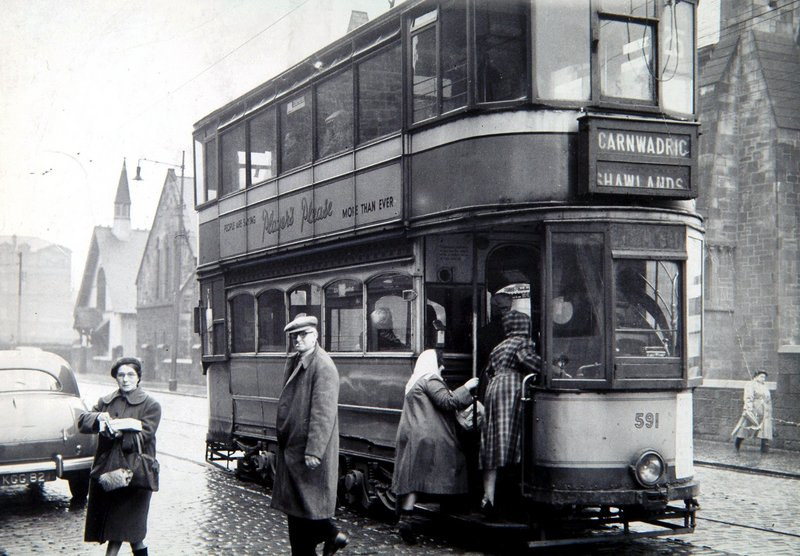 CARNWADRIC
SHAWLANDS
PEOPLE ARE SAYING Player's Please MORE THAN EVER
591
KGG 82